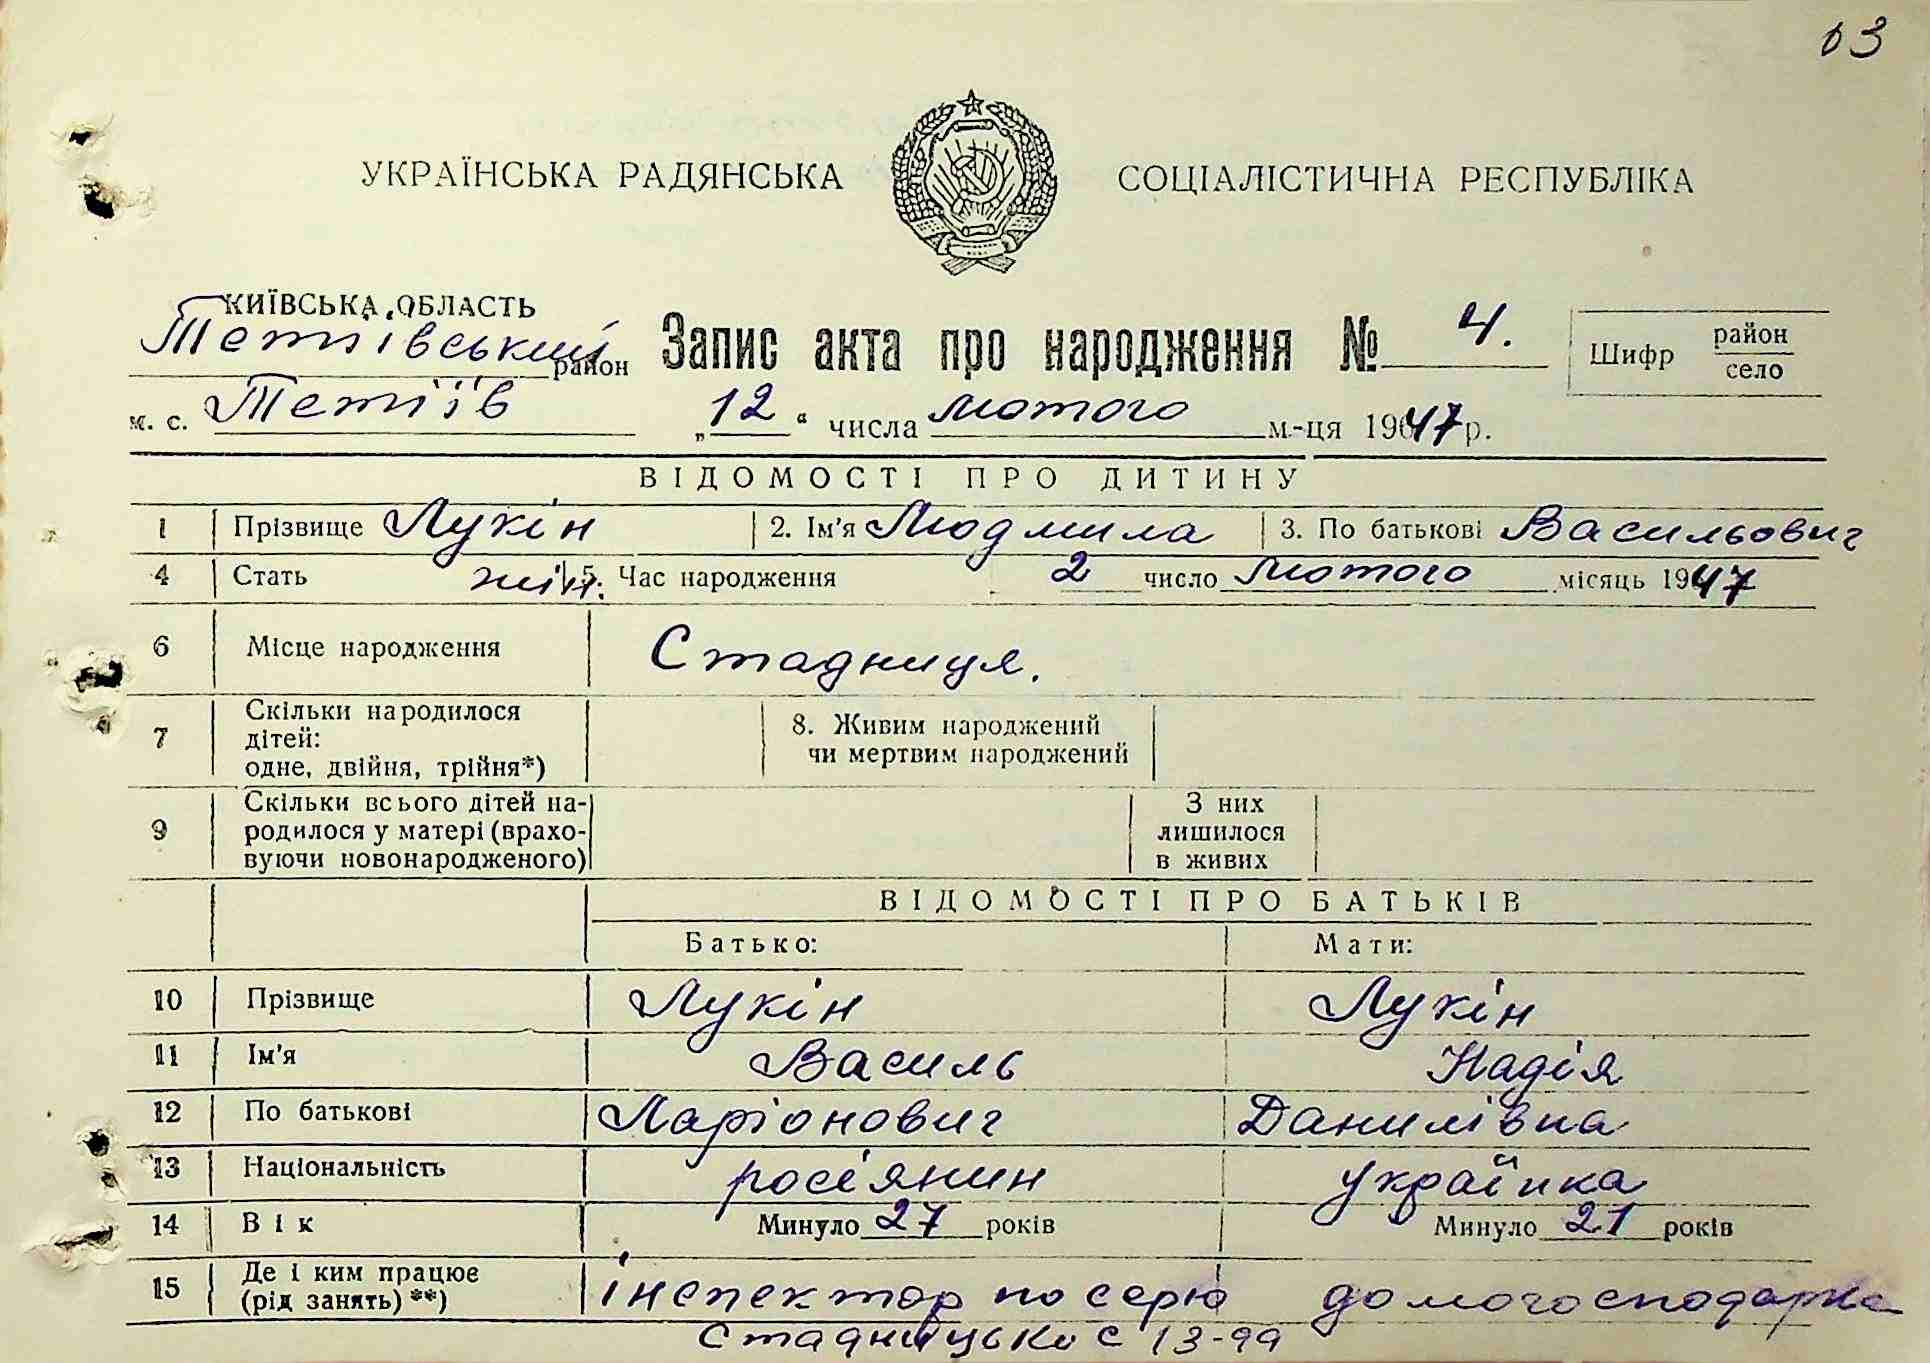 УКРАЇНСЬКА РАДЯНСЬКА СОЦІАЛІСТИЧНА РЕСПУБЛІКА
КИЇВСЬКА ОБЛАСТЬ
Тетіївський район Запис акта про народження № 4. Шифр район село
м. с. Тетіїв „12“ числа лютого м-ця 1947 р.
ВІДОМОСТІ ПРО ДИТИНУ
1 Прізвище Лукін 2. Ім'я Людмила 3. По батькові Васильович
4 Стать жін. 5. Час народження 2 число Лютого місяць 1947
6 Місце народження Стадниця.
7 Скільки народилося дітей: одне, двійня, трійня*) 8. Живим народжений чи мертвим народжений
9 Скільки всього дітей народилося у матері (враховуючи новонародженого) З них лишилося в живих
ВІДОМОСТІ ПРО БАТЬКІВ
Батько: Мати:
10 Прізвище Лукін Лукін
11 Ім'я Василь Надія
12 По батькові Ларіонович Данилівна
13 Національність росіянин українка
14 Вік Минуло 27 років Минуло 21 років
15 Де і ким працює (рід занять)**) інспектор по домогосподарка